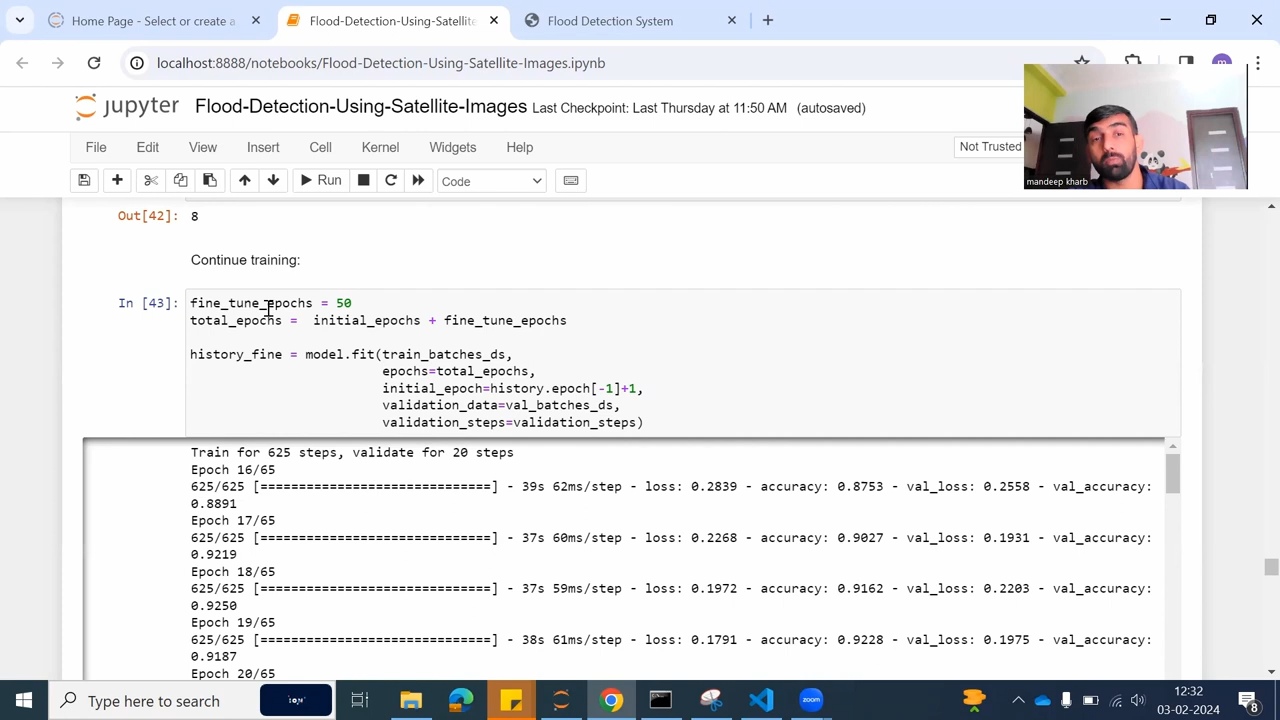 Home Page - Select or create a
Flood-Detection-Using-Satellite
Flood Detection System
localhost:8888/notebooks/Flood-Detection-Using-Satellite-Images.ipynb
m
jupyter Flood-Detection-Using-Satellite-Images Last Checkpoint: Last Thursday at 11:50 AM (autosaved)
File Edit View Insert Cell Kernel Widgets Help Not Trusted
mandeep kharb
Run Code
Out[42]: 8
Continue training:
In [43]: fine_tune_epochs = 50
total_epochs = initial_epochs + fine_tune_epochs
history_fine = model.fit(train_batches_ds,
epochs=total_epochs,
initial_epoch=history.epoch[-1]+1,
validation_data=val_batches_ds,
validation_steps=validation_steps)
Train for 625 steps, validate for 20 steps
Epoch 16/65
625/625 [==============================] - 39s 62ms/step - loss: 0.2839 - accuracy: 0.8753 - val_loss: 0.2558 - val_accuracy:
0.8891
Epoch 17/65
625/625 [==============================] - 37s 60ms/step - loss: 0.2268 - accuracy: 0.9027 - val_loss: 0.1931 - val_accuracy:
0.9219
Epoch 18/65
625/625 [==============================] - 37s 59ms/step - loss: 0.1972 - accuracy: 0.9162 - val_loss: 0.2203 - val_accuracy:
0.9250
Epoch 19/65
625/625 [==============================] - 38s 61ms/step - loss: 0.1791 - accuracy: 0.9228 - val_loss: 0.1975 - val_accuracy:
0.9187
Epoch 20/65
Type here to search
zoom
12:32
03-02-2024
8